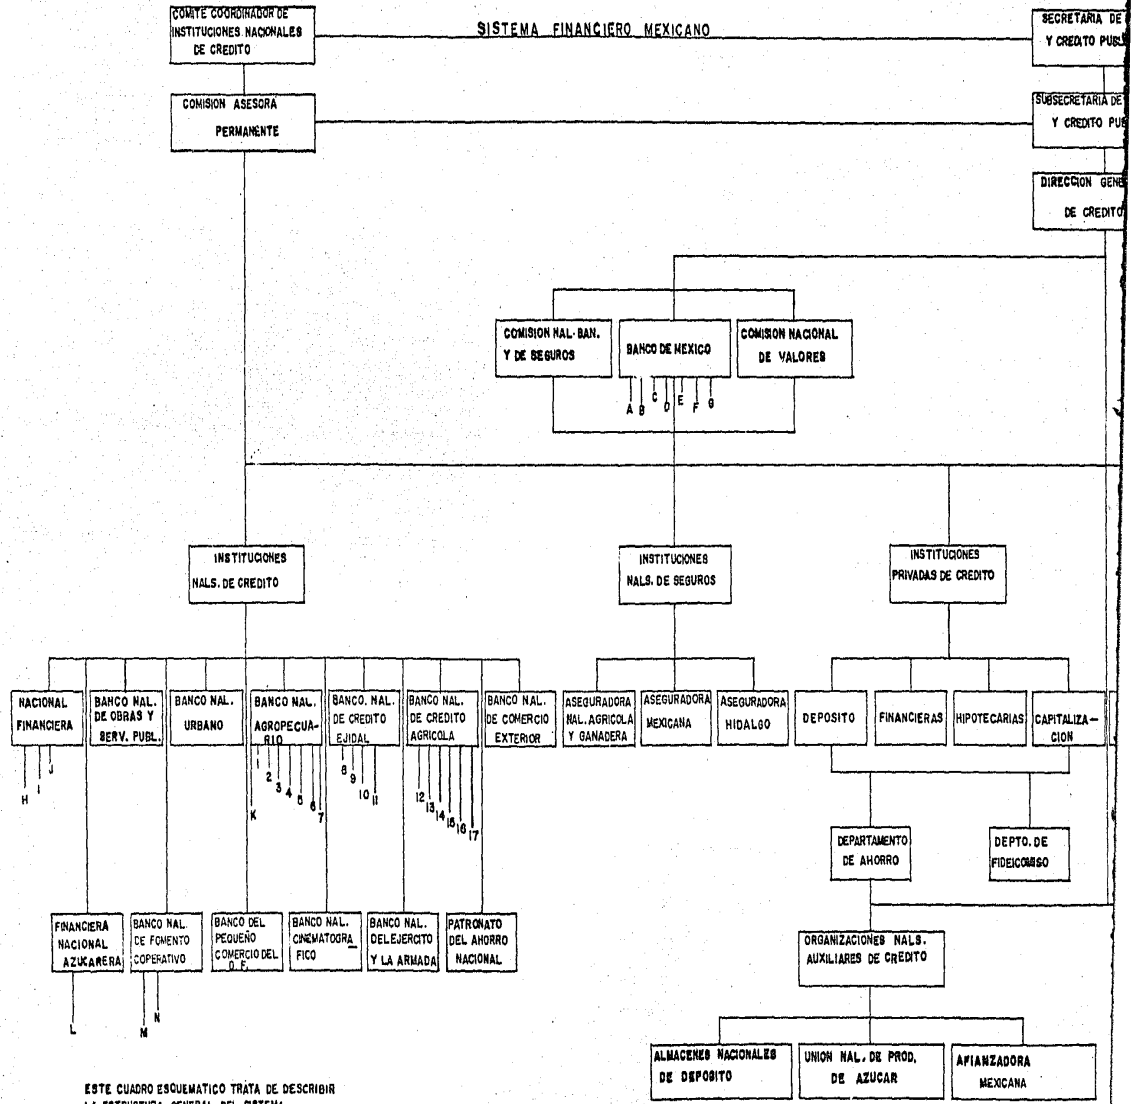 SISTEMA FINANCIERO MEXICANO
COMITE COORDINADOR DE
INSTITUCIONES NACIONALES
DE CREDITO
SECRETARIA DE
Y CREDITO PUBL
COMISION ASESORA
PERMANENTE
SUBSECRETARIA DE
Y CREDITO PUB
DIRECCION GENE
DE CREDITO
COMISION NAL. BAN.
Y DE SEGUROS
BANCO DE MEXICO
COMISION NACIONAL
DE VALORES
A B C D E F G
INSTITUCIONES
NALS. DE CREDITO
INSTITUCIONES
NALS. DE SEGUROS
INSTITUCIONES
PRIVADAS DE CREDITO
NACIONAL
FINANCIERA
BANCO NAL.
DE OBRAS Y
SERV. PUBL.
BANCO NAL.
URBANO
BANCO NAL.
AGROPECUA-
RIO
BANCO. NAL.
DE CREDITO
EJIDAL
BANCO NAL.
DE CREDITO
AGRICOLA
BANCO NAL.
DE COMERCIO
EXTERIOR
ASEGURADORA
NAL. AGRICOLA
Y GANADERA
ASEGURADORA
MEXICANA
ASEGURADORA
HIDALGO
DEPOSITO
FINANCIERAS
HIPOTECARIAS
CAPITALIZA-
CION
H I J
K 1 2 3 4 5 6 7
8 9 10 11
12 13 14 15 16 17
DEPARTAMENTO
DE AHORRO
DEPTO. DE
FIDEICOMISO
FINANCIERA
NACIONAL
AZUCARERA
BANCO NAL.
DE FOMENTO
COPERATIVO
BANCO DEL
PEQUEÑO
COMERCIO DEL
D. F.
BANCO NAL.
CINEMATOGRA
FICO
BANCO NAL.
DEL EJERCITO
Y LA ARMADA
PATRONATO
DEL AHORRO
NACIONAL
L
M N
ORGANIZACIONES NALS.
AUXILIARES DE CREDITO
ALMACENES NACIONALES
DE DEPOSITO
UNION NAL. DE PROD.
DE AZUCAR
AFIANZADORA
MEXICANA
ESTE CUADRO ESQUEMATICO TRATA DE DESCRIBIR
LA ESTRUCTURA GENERAL DEL SISTEMA